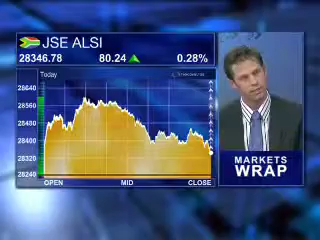 JSE ALSI
28346.78 80.24 0.28%
Today
28640
28560
28480
28400
28320
28240
OPEN MID CLOSE
MARKETS
WRAP